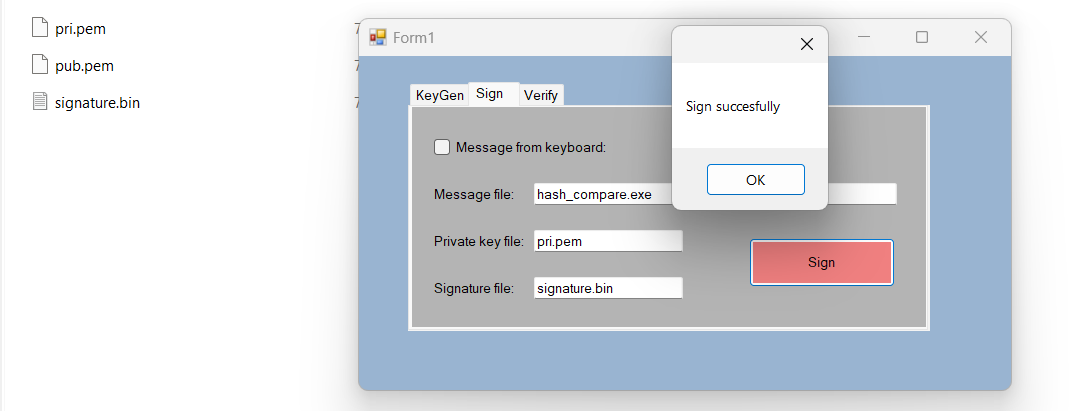 pri.pem
pub.pem
signature.bin
Form1
KeyGen Sign Verify
Message from keyboard:
Message file: hash_compare.exe
Private key file: pri.pem
Signature file: signature.bin
Sign
Sign succesfully
OK